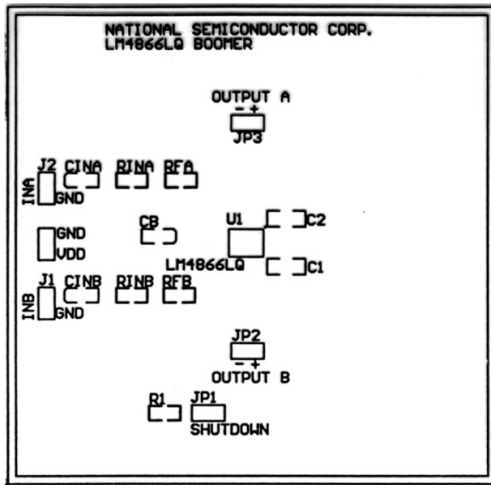 NATIONAL SEMICONDUCTOR CORP.
LM4866LQ BOOMER
OUTPUT A
- +
JP3
J2 CINA RINA RFA
INA
GND
CB
U1
C2
GND
VDD
LM4866LQ
C1
J1 CINB RINB RFB
INB
GND
JP2
- +
OUTPUT B
R1 JP1
SHUTDOWN